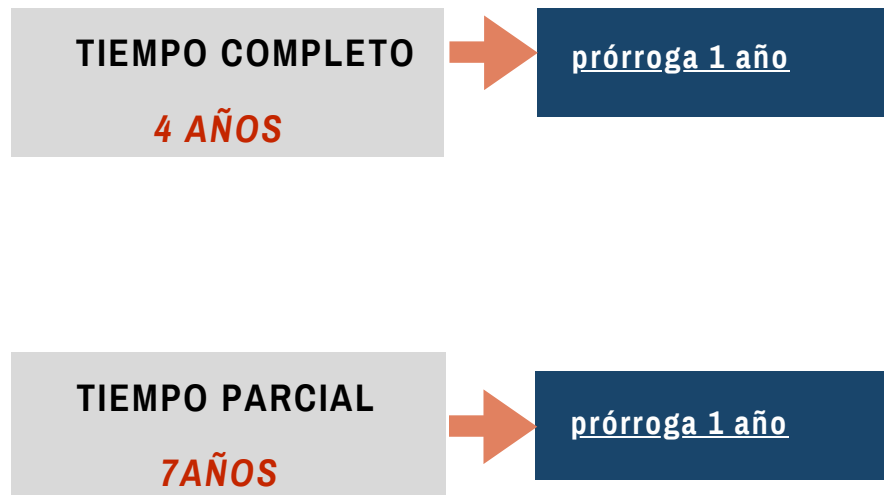 TIEMPO COMPLETO
4 AÑOS
prórroga 1 año
TIEMPO PARCIAL
7AÑOS
prórroga 1 año